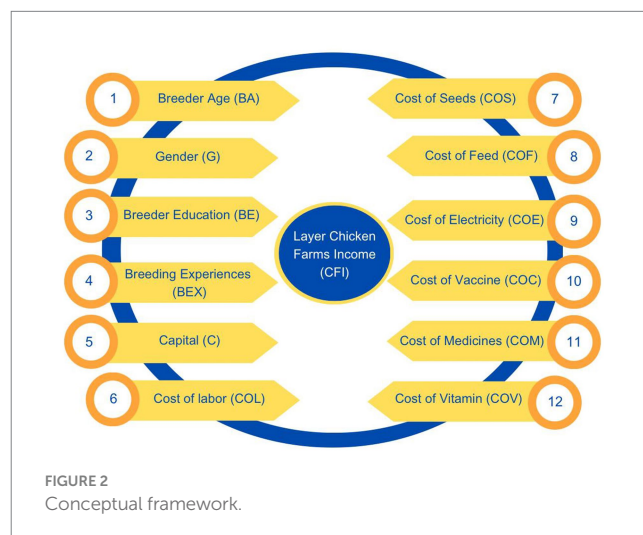 1
Breeder Age (BA)
2
Gender (G)
3
Breeder Education (BE)
4
Breeding Experiences
(BEX)
5
Capital (C)
6
Cost of labor (COL)
Layer Chicken
Farms Income
(CFI)
Cost of Seeds (COS)
7
Cost of Feed (COF)
8
Cosf of Electricity (COE)
9
Cost of Vaccine (COC)
10
Cost of Medicines (COM)
11
Cost of Vitamin (COV)
12
FIGURE 2
Conceptual framework.